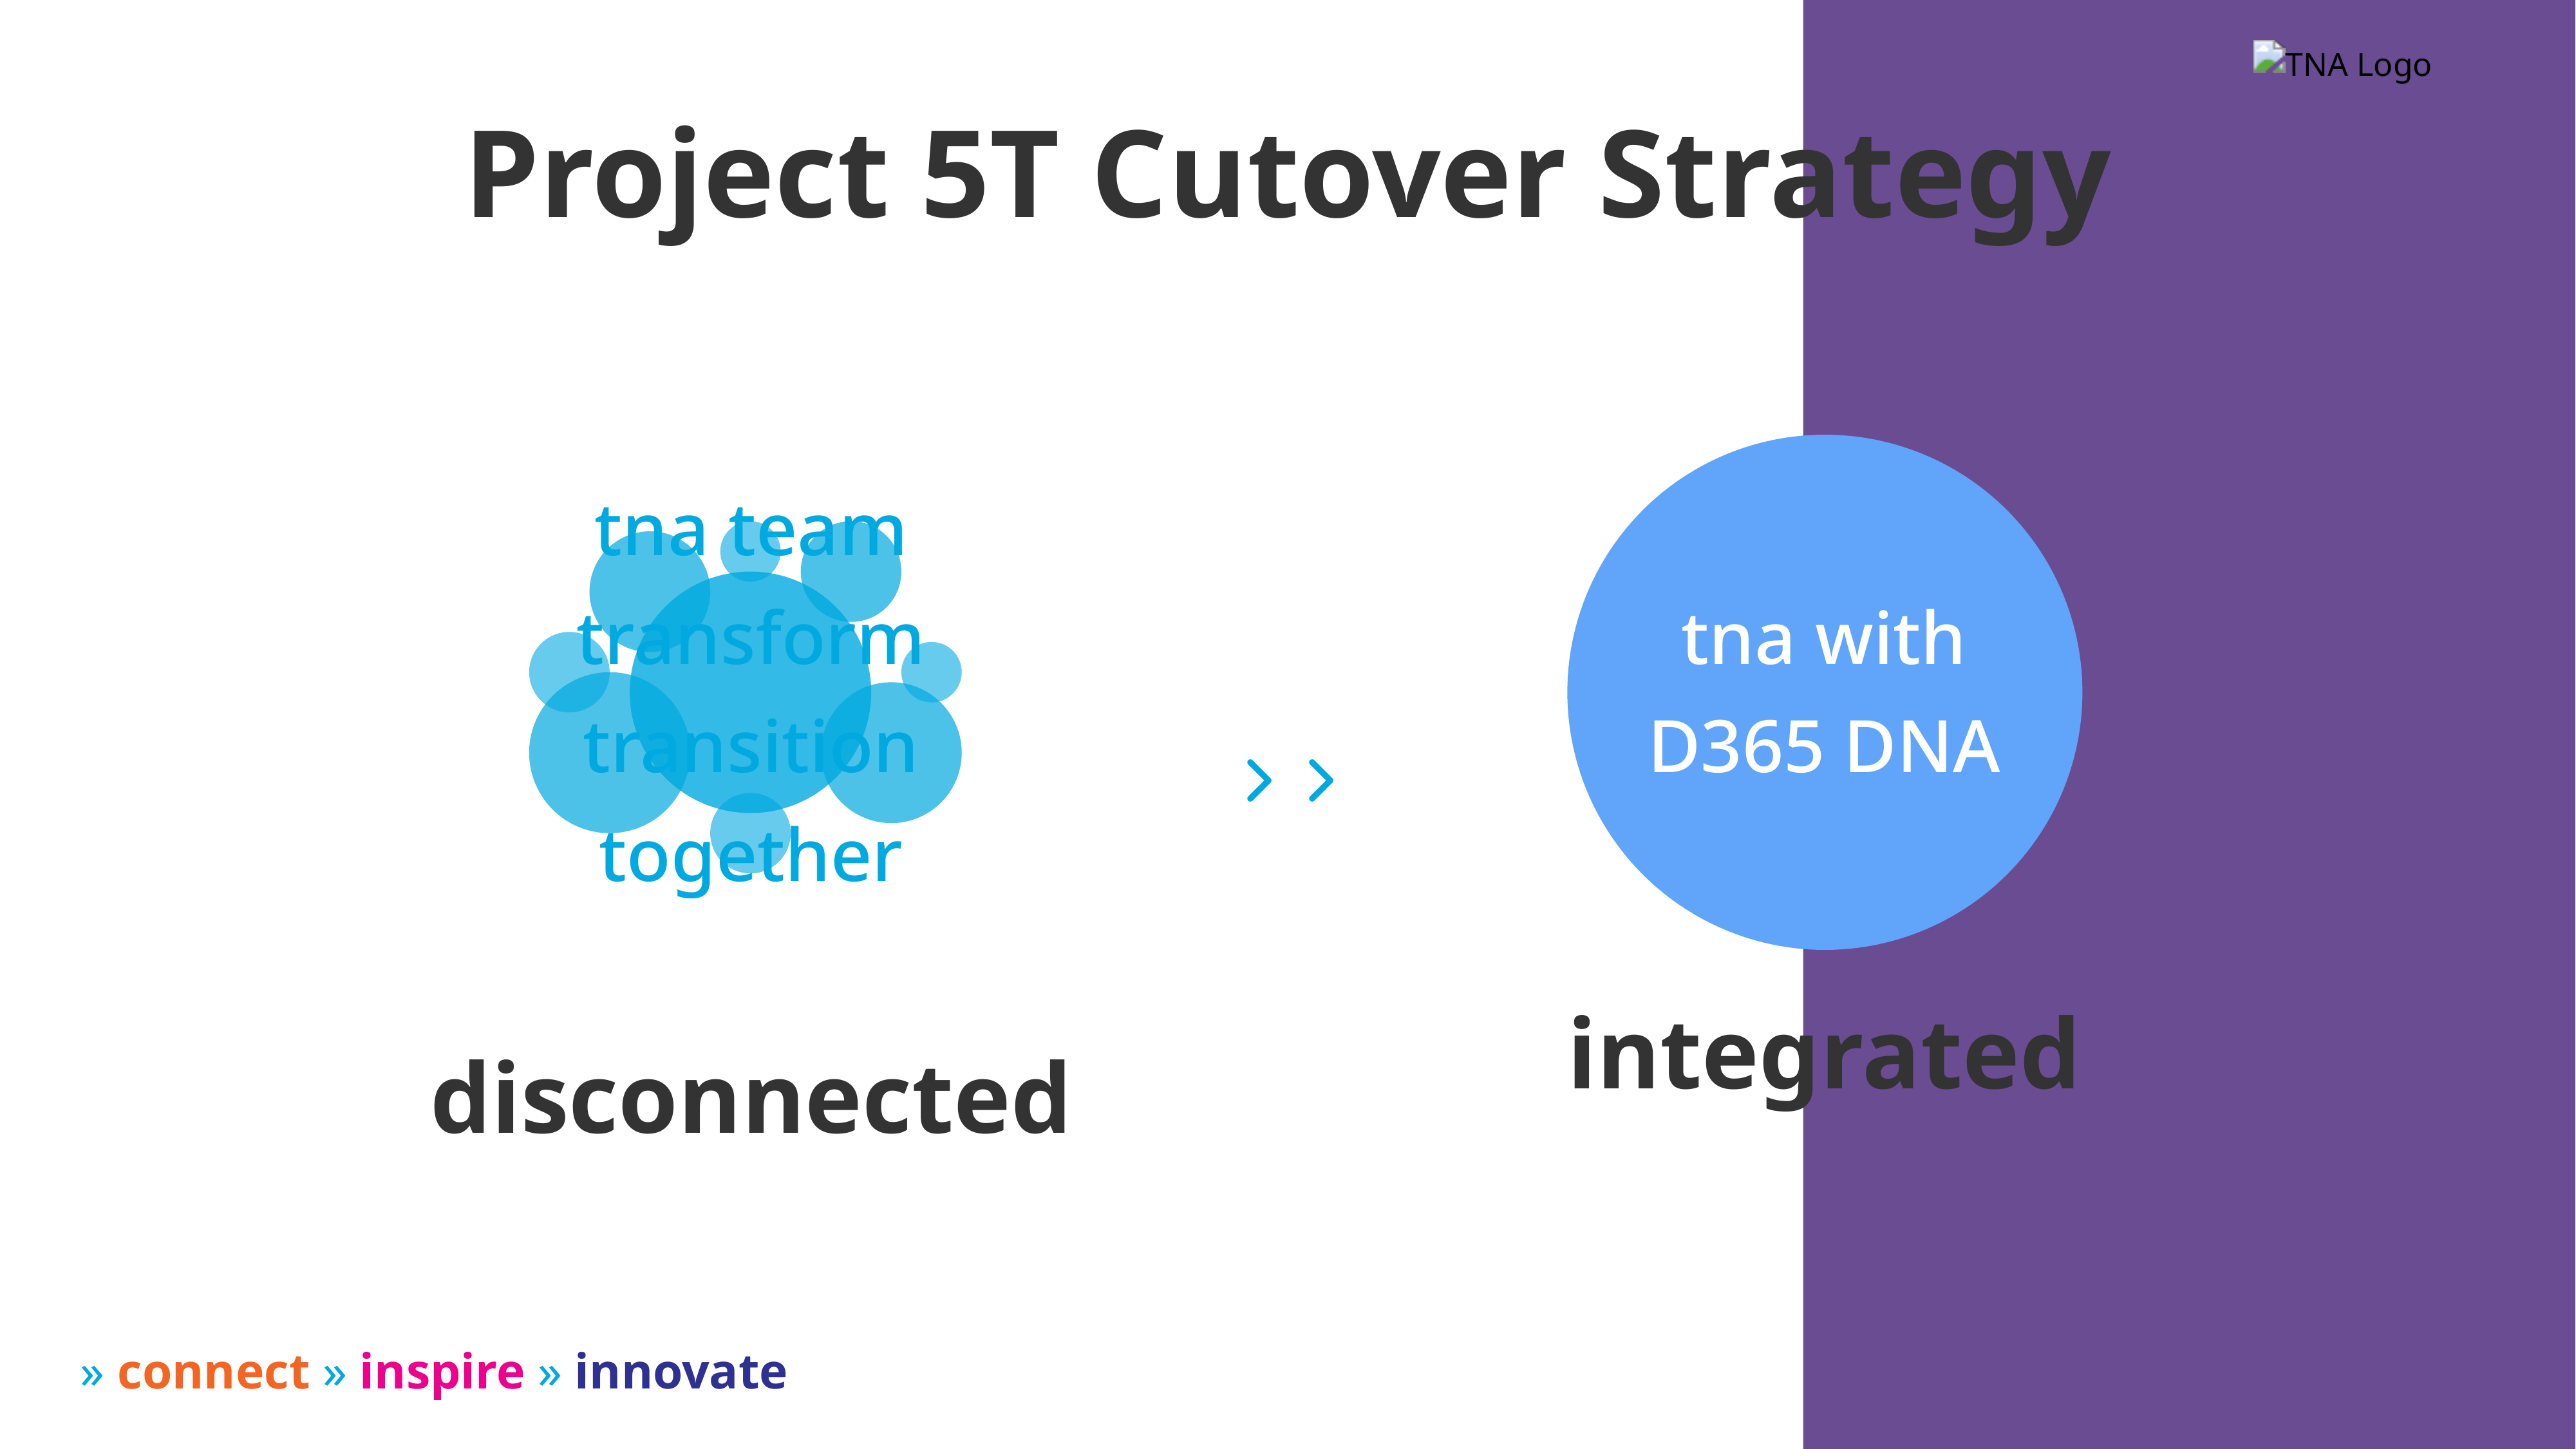 TNA Logo
Project 5T Cutover Strategy
tna team
transform
transition
together
disconnected
tna with
D365 DNA
integrated
» connect » inspire » innovate